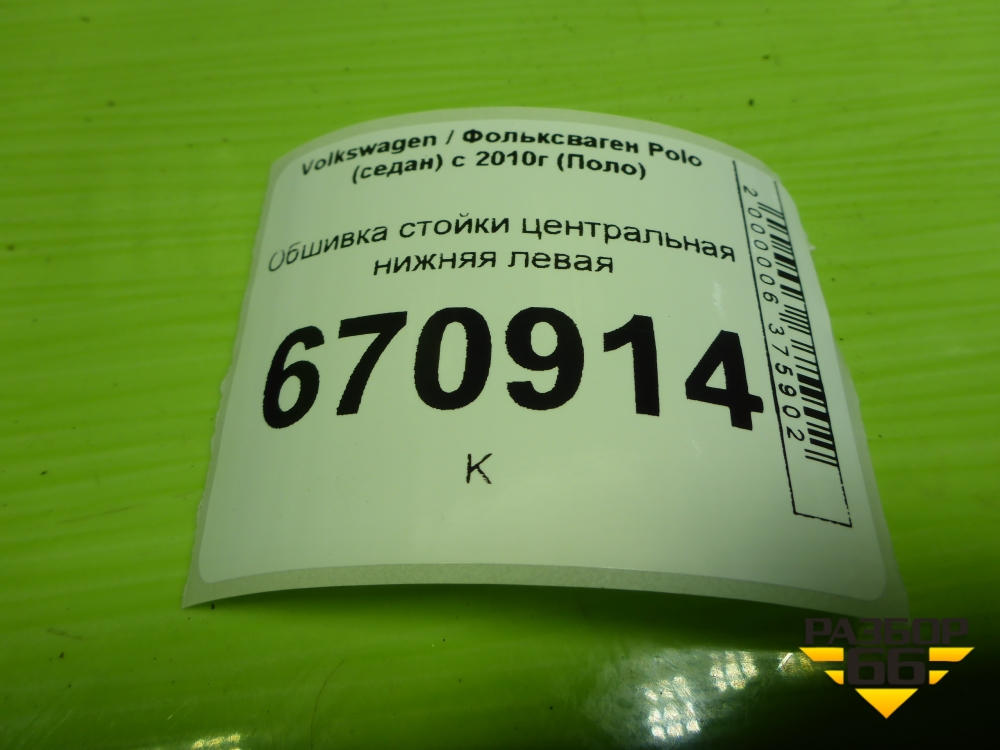 Volkswagen / Фольксваген Polo
(седан) с 2010г (Поло)
Обшивка стойки центральная
нижняя левая
670914
К
2000006375902
РАЗБОР
66